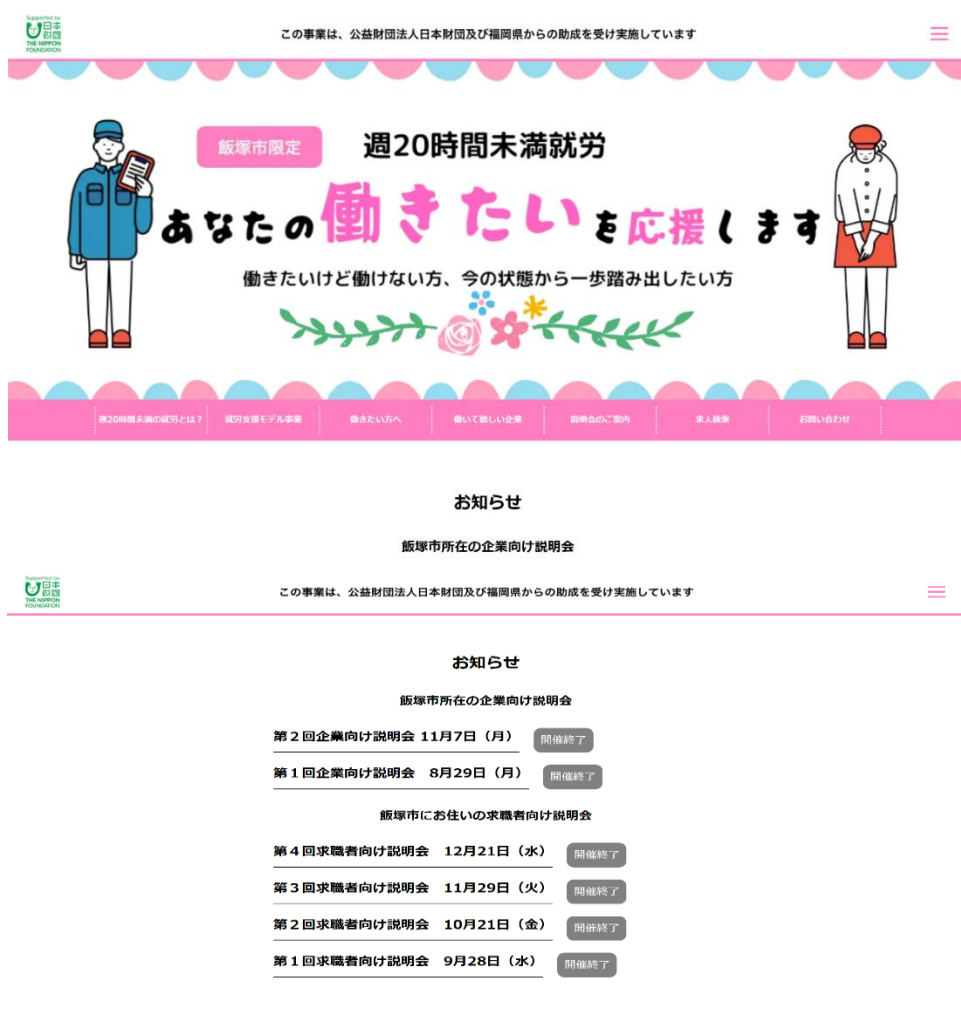 Supported by
日本
財団
THE NIPPON
FOUNDATION
この事業は、公益財団法人日本財団及び福岡県からの助成を受け実施しています
飯塚市限定
週20時間未満就労
あなたの働きたいを応援します
働きたいけど働けない方、今の状態から一歩踏み出したい方
週20時間未満の就労とは？ 就労支援モデル事業 働きたい方へ 働いて欲しい企業 説明会のご案内 求人検索 お問い合わせ
お知らせ
飯塚市所在の企業向け説明会
Supported by
日本
財団
THE NIPPON
FOUNDATION
この事業は、公益財団法人日本財団及び福岡県からの助成を受け実施しています
お知らせ
飯塚市所在の企業向け説明会
第２回企業向け説明会 11月7日（月） 開催終了
第１回企業向け説明会　8月29日（月） 開催終了
飯塚市にお住いの求職者向け説明会
第４回求職者向け説明会　12月21日（水） 開催終了
第３回求職者向け説明会　11月29日（火） 開催終了
第２回求職者向け説明会　10月21日（金） 開催終了
第１回求職者向け説明会　9月28日（水） 開催終了